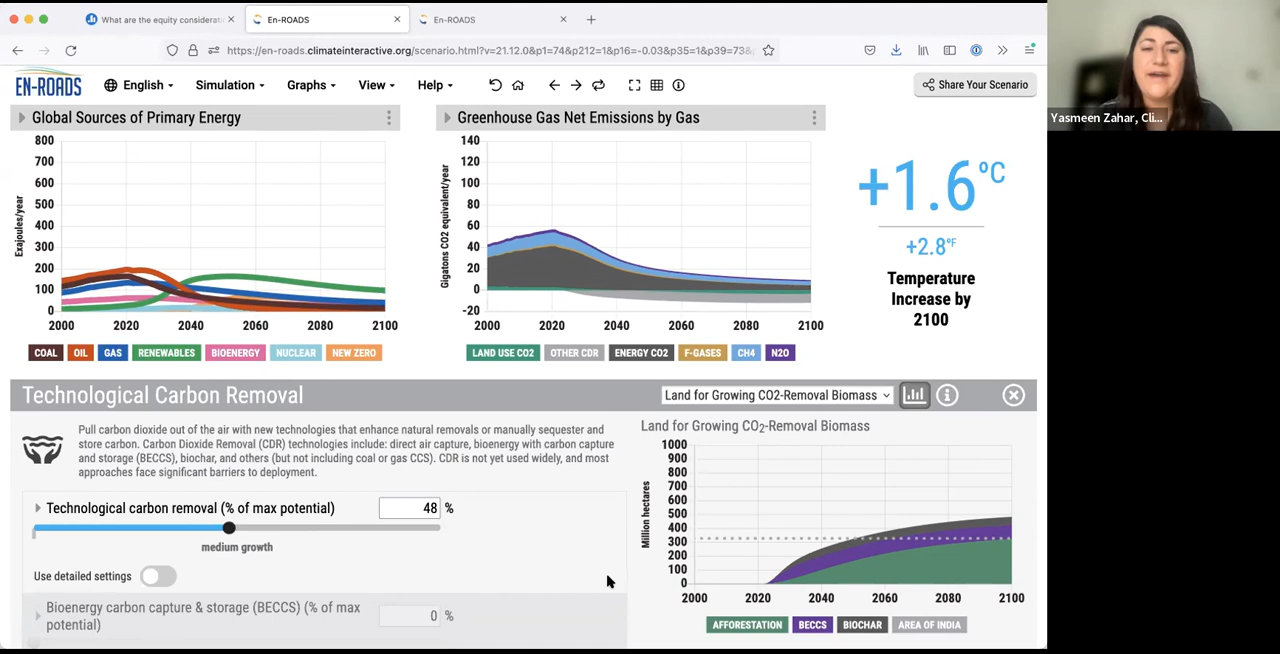 What are the equity considerati
En-ROADS
En-ROADS
https://en-roads.climateinteractive.org/scenario.html?v=21.12.0&p1=74&p212=1&p16=-0.03&p35=1&p39=73&
EN-ROADS
English
Simulation
Graphs
View
Help
Share Your Scenario
Yasmeen Zahar, Cli...
Global Sources of Primary Energy
800
700
600
500
400
300
200
100
0
Exajoules/year
2000 2020 2040 2060 2080 2100
COAL OIL GAS RENEWABLES BIOENERGY NUCLEAR NEW ZERO
Greenhouse Gas Net Emissions by Gas
140
120
100
80
60
40
20
0
-20
Gigatons CO2 equivalent/year
2000 2020 2040 2060 2080 2100
LAND USE CO2 OTHER CDR ENERGY CO2 F-GASES CH4 N2O
+1.6 °C
+2.8°F
Temperature
Increase by
2100
Technological Carbon Removal
Land for Growing CO2-Removal Biomass
Pull carbon dioxide out of the air with new technologies that enhance natural removals or manually sequester and
store carbon. Carbon Dioxide Removal (CDR) technologies include: direct air capture, bioenergy with carbon capture
and storage (BECCS), biochar, and others (but not including coal or gas CCS). CDR is not yet used widely, and most
approaches face significant barriers to deployment.
Technological carbon removal (% of max potential) 48 %
medium growth
Use detailed settings
Bioenergy carbon capture & storage (BECCS) (% of max
potential) 0 %
Land for Growing CO2-Removal Biomass
1000
900
800
700
600
500
400
300
200
100
0
Million hectares
2000 2020 2040 2060 2080 2100
AFFORESTATION BECCS BIOCHAR AREA OF INDIA